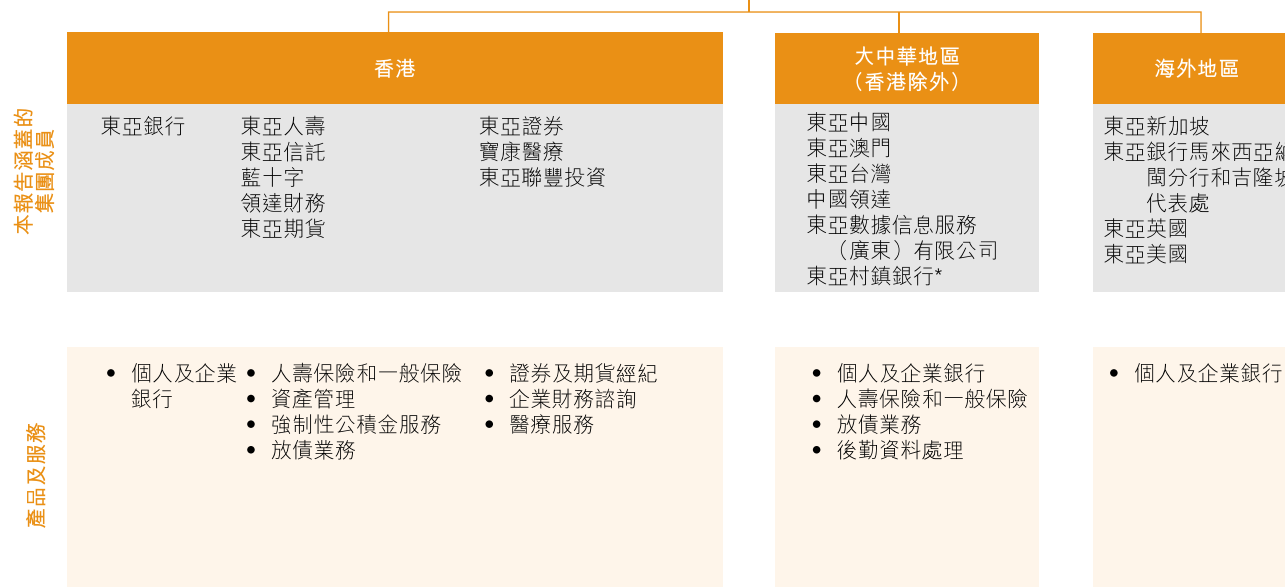 香港
大中華地區
（香港除外）
海外地區
本報告涵蓋的
集團成員
東亞銀行
東亞人壽
東亞信託
藍十字
領達財務
東亞期貨
東亞證券
寶康醫療
東亞聯豐投資
東亞中國
東亞澳門
東亞台灣
中國領達
東亞數據信息服務
（廣東）有限公司
東亞村鎮銀行*
東亞新加坡
東亞銀行馬來西亞納
閩分行和吉隆坡
代表處
東亞英國
東亞美國
產品及服務
• 個人及企業
銀行
• 人壽保險和一般保險
• 資產管理
• 強制性公積金服務
• 放債業務
• 證券及期貨經紀
• 企業財務諮詢
• 醫療服務
• 個人及企業銀行
• 人壽保險和一般保險
• 放債業務
• 後勤資料處理
• 個人及企業銀行